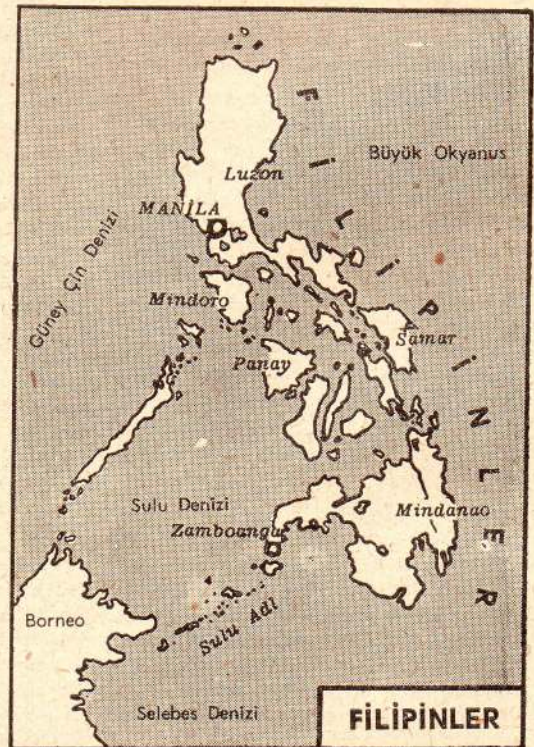 FİLİPİNLER
Büyük Okyanus
Luzon
MANİLA
Güney Çin Denizi
Mindoro
Samar
Panay
Sulu Denizi
Zamboanga
Mindanao
Borneo
Sulu Adl
Selebes Denizi
FİLİPİNLER